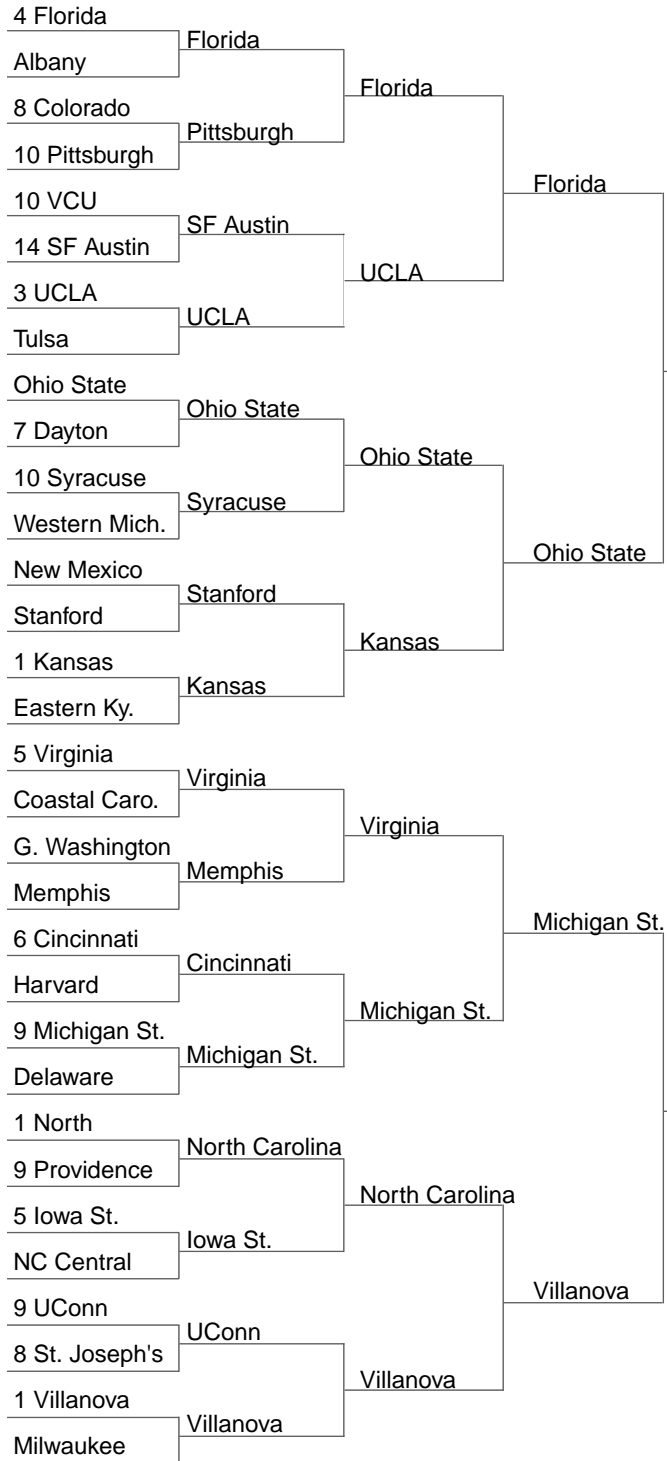 4 Florida
Albany
8 Colorado
10 Pittsburgh
10 VCU
14 SF Austin
3 UCLA
Tulsa
Ohio State
7 Dayton
10 Syracuse
Western Mich.
New Mexico
Stanford
1 Kansas
Eastern Ky.
5 Virginia
Coastal Caro.
G. Washington
Memphis
6 Cincinnati
Harvard
9 Michigan St.
Delaware
1 North
9 Providence
5 Iowa St.
NC Central
9 UConn
8 St. Joseph's
1 Villanova
Milwaukee
Florida
Pittsburgh
SF Austin
UCLA
Ohio State
Syracuse
Stanford
Kansas
Virginia
Memphis
Cincinnati
Michigan St.
North Carolina
Iowa St.
UConn
Villanova
Florida
UCLA
Ohio State
Kansas
Virginia
Michigan St.
North Carolina
Villanova
Florida
Ohio State
Michigan St.
Villanova